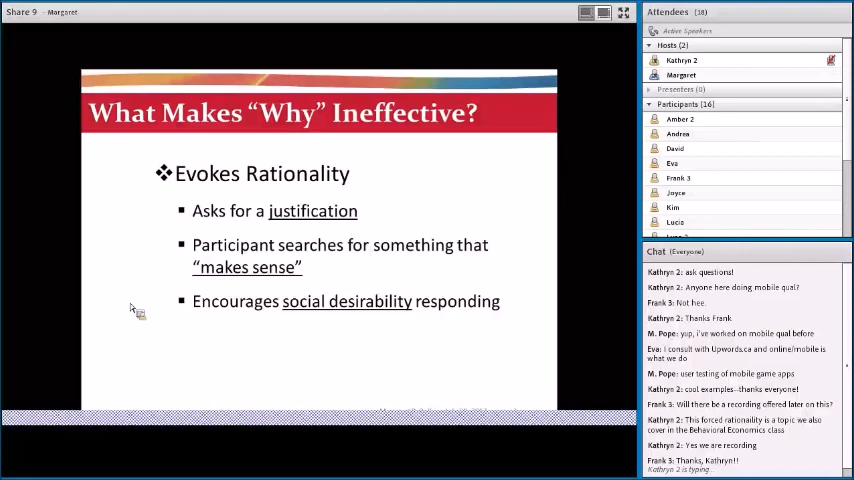 Share 9 - Margaret
What Makes “Why” Ineffective?
Evokes Rationality
Asks for a justification
Participant searches for something that
“makes sense”
Encourages social desirability responding
Attendees (18)
Active Speakers
Hosts (2)
Kathryn 2
Margaret
Presenters (0)
Participants (16)
Amber 2
Andrea
David
Eva
Frank 3
Joyce
Kim
Lucia
Chat (Everyone)
Kathryn 2: ask questions!
Kathryn 2: Anyone here doing mobile qual?
Frank 3: Not hee.
Kathryn 2: Thanks Frank
M. Pope: yup, i've worked on mobile qual before
Eva: I consult with Upwords.ca and online/mobile is
what we do
M. Pope: user testing of mobile game apps
Kathryn 2: cool examples--thanks everyone!
Frank 3: Will there be a recording offered later on this?
Kathryn 2: This forced rationaility is a topic we also
cover in the Behavioral Economics class
Kathryn 2: Yes we are recording
Frank 3: Thanks, Kathryn!!
Kathryn 2 is typing...